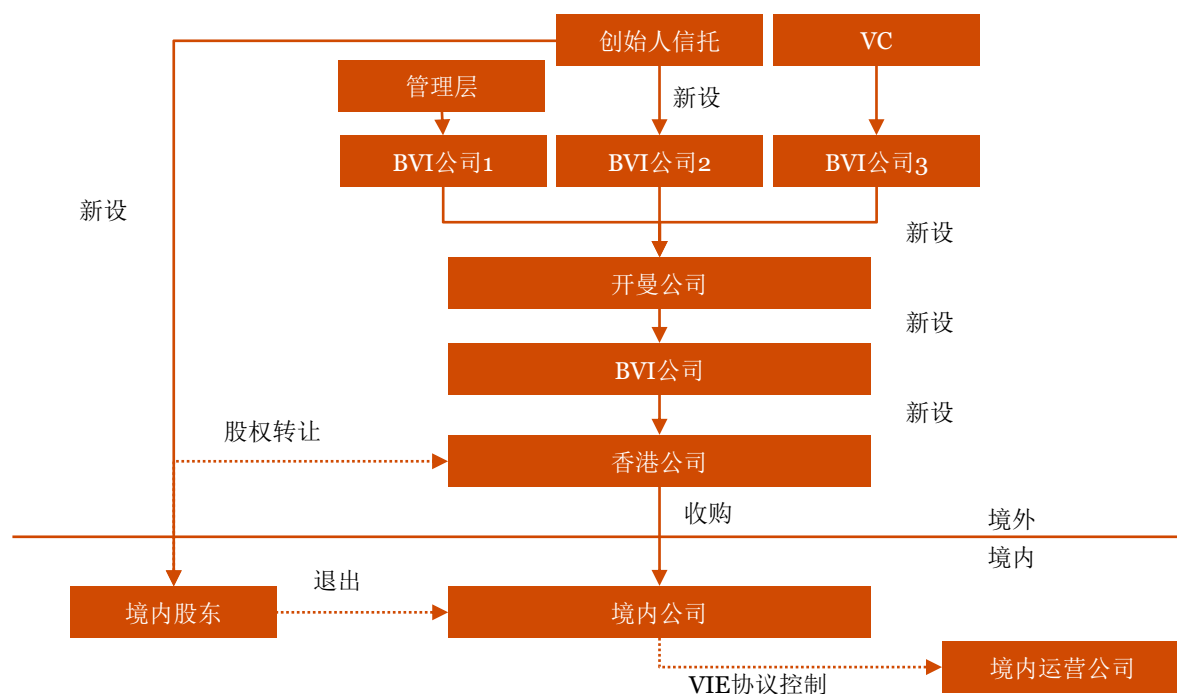 创始人信托
VC
管理层
新设
BVI公司1
BVI公司2
BVI公司3
新设
新设
开曼公司
新设
BVI公司
新设
股权转让
香港公司
收购
境外
境内
退出
境内股东
境内公司
境内运营公司
VIE协议控制